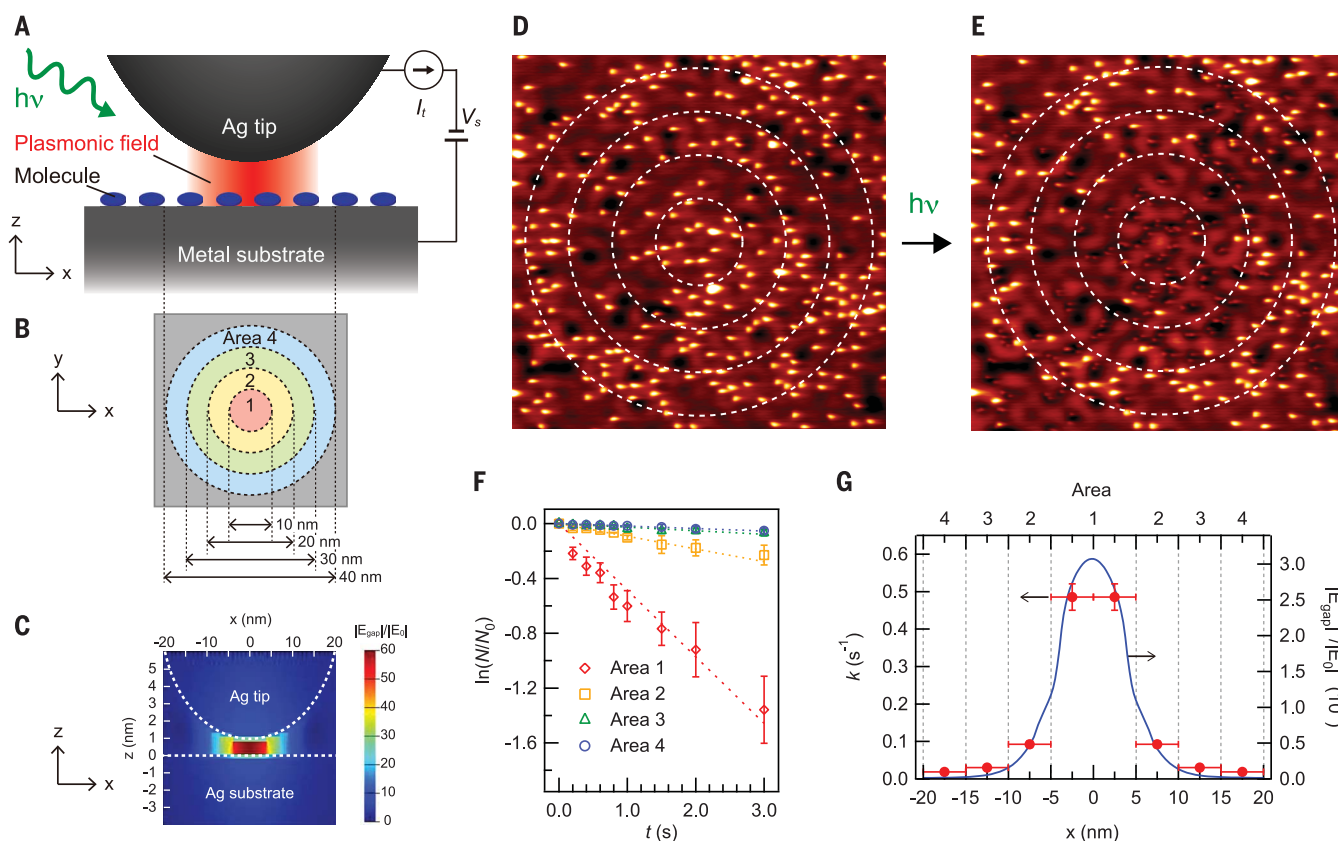 A
hν
Ag tip
I_t
V_s
Plasmonic field
Molecule
z
x
Metal substrate
B
y
x
Area 4
3
2
1
10 nm
20 nm
30 nm
40 nm
C
x (nm)
-20 -10 0 10 20
|E_gap|/|E_0|
z (nm)
5
4
3
2
1
0
-1
-2
-3
Ag tip
Ag substrate
60
50
40
30
20
10
0
z
x
D
hν
E
F
ln(N/N_0)
0.0
-0.4
-0.8
-1.2
-1.6
Area 1
Area 2
Area 3
Area 4
0.0 1.0 2.0 3.0
t (s)
G
Area
4 3 2 1 2 3 4
k (s⁻¹)
0.6
0.5
0.4
0.3
0.2
0.1
0.0
3.0
2.5
2.0
1.5
1.0
0.5
0.0
-20 -15 -10 -5 0 5 10 15 20
x (nm)